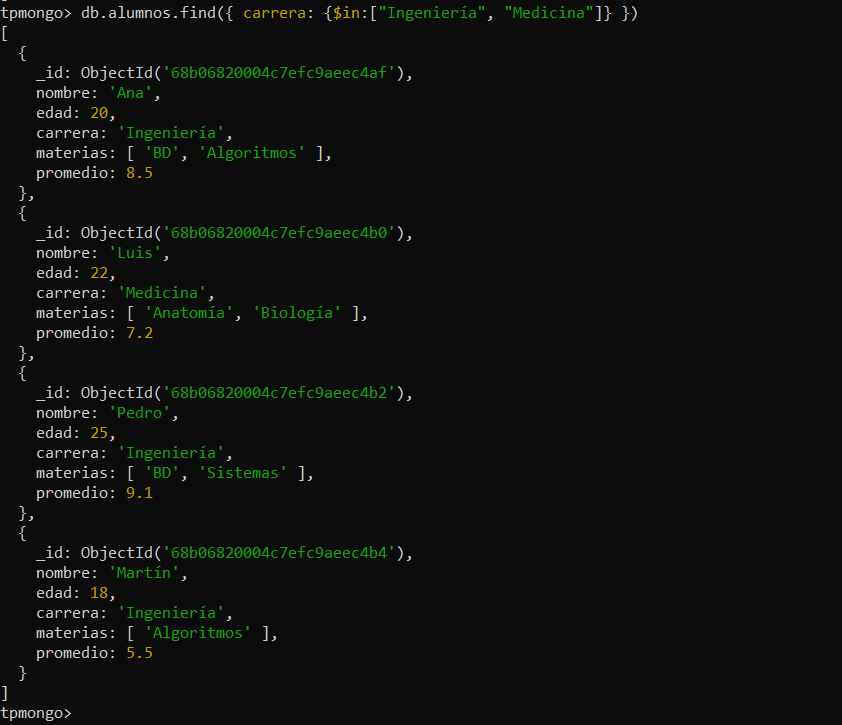 tpmongo> db.alumnos.find({ carrera: {$in:["Ingeniería", "Medicina"]} })
[
  {
    _id: ObjectId('68b06820004c7efc9aeec4af'),
    nombre: 'Ana',
    edad: 20,
    carrera: 'Ingeniería',
    materias: [ 'BD', 'Algoritmos' ],
    promedio: 8.5
  },
  {
    _id: ObjectId('68b06820004c7efc9aeec4b0'),
    nombre: 'Luis',
    edad: 22,
    carrera: 'Medicina',
    materias: [ 'Anatomía', 'Biología' ],
    promedio: 7.2
  },
  {
    _id: ObjectId('68b06820004c7efc9aeec4b2'),
    nombre: 'Pedro',
    edad: 25,
    carrera: 'Ingeniería',
    materias: [ 'BD', 'Sistemas' ],
    promedio: 9.1
  },
  {
    _id: ObjectId('68b06820004c7efc9aeec4b4'),
    nombre: 'Martín',
    edad: 18,
    carrera: 'Ingeniería',
    materias: [ 'Algoritmos' ],
    promedio: 5.5
  }
]
tpmongo>